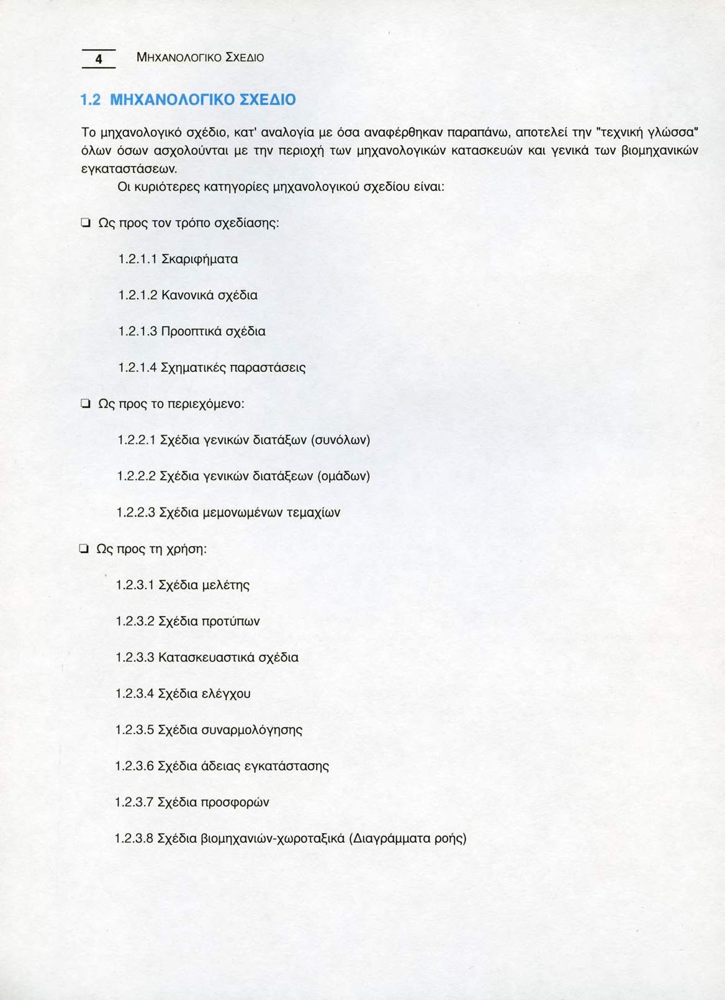 4 ΜΗΧΑΝΟΛΟΓΙΚΟ ΣΧΕΔΙΟ
1.2 ΜΗΧΑΝΟΛΟΓΙΚΟ ΣΧΕΔΙΟ
Το μηχανολογικό σχέδιο, κατ' αναλογία με όσα αναφέρθηκαν παραπάνω, αποτελεί την "τεχνική γλώσσα"
όλων όσων ασχολούνται με την περιοχή των μηχανολογικών κατασκευών και γενικά των βιομηχανικών
εγκαταστάσεων.
Οι κυριότερες κατηγορίες μηχανολογικού σχεδίου είναι:
❏ Ως προς τον τρόπο σχεδίασης:
1.2.1.1 Σκαριφήματα
1.2.1.2 Κανονικά σχέδια
1.2.1.3 Προοπτικά σχέδια
1.2.1.4 Σχηματικές παραστάσεις
❏ Ως προς το περιεχόμενο:
1.2.2.1 Σχέδια γενικών διατάξων (συνόλων)
1.2.2.2 Σχέδια γενικών διατάξεων (ομάδων)
1.2.2.3 Σχέδια μεμονωμένων τεμαχίων
❏ Ως προς τη χρήση:
1.2.3.1 Σχέδια μελέτης
1.2.3.2 Σχέδια προτύπων
1.2.3.3 Κατασκευαστικά σχέδια
1.2.3.4 Σχέδια ελέγχου
1.2.3.5 Σχέδια συναρμολόγησης
1.2.3.6 Σχέδια άδειας εγκατάστασης
1.2.3.7 Σχέδια προσφορών
1.2.3.8 Σχέδια βιομηχανιών-χωροταξικά (Διαγράμματα ροής)